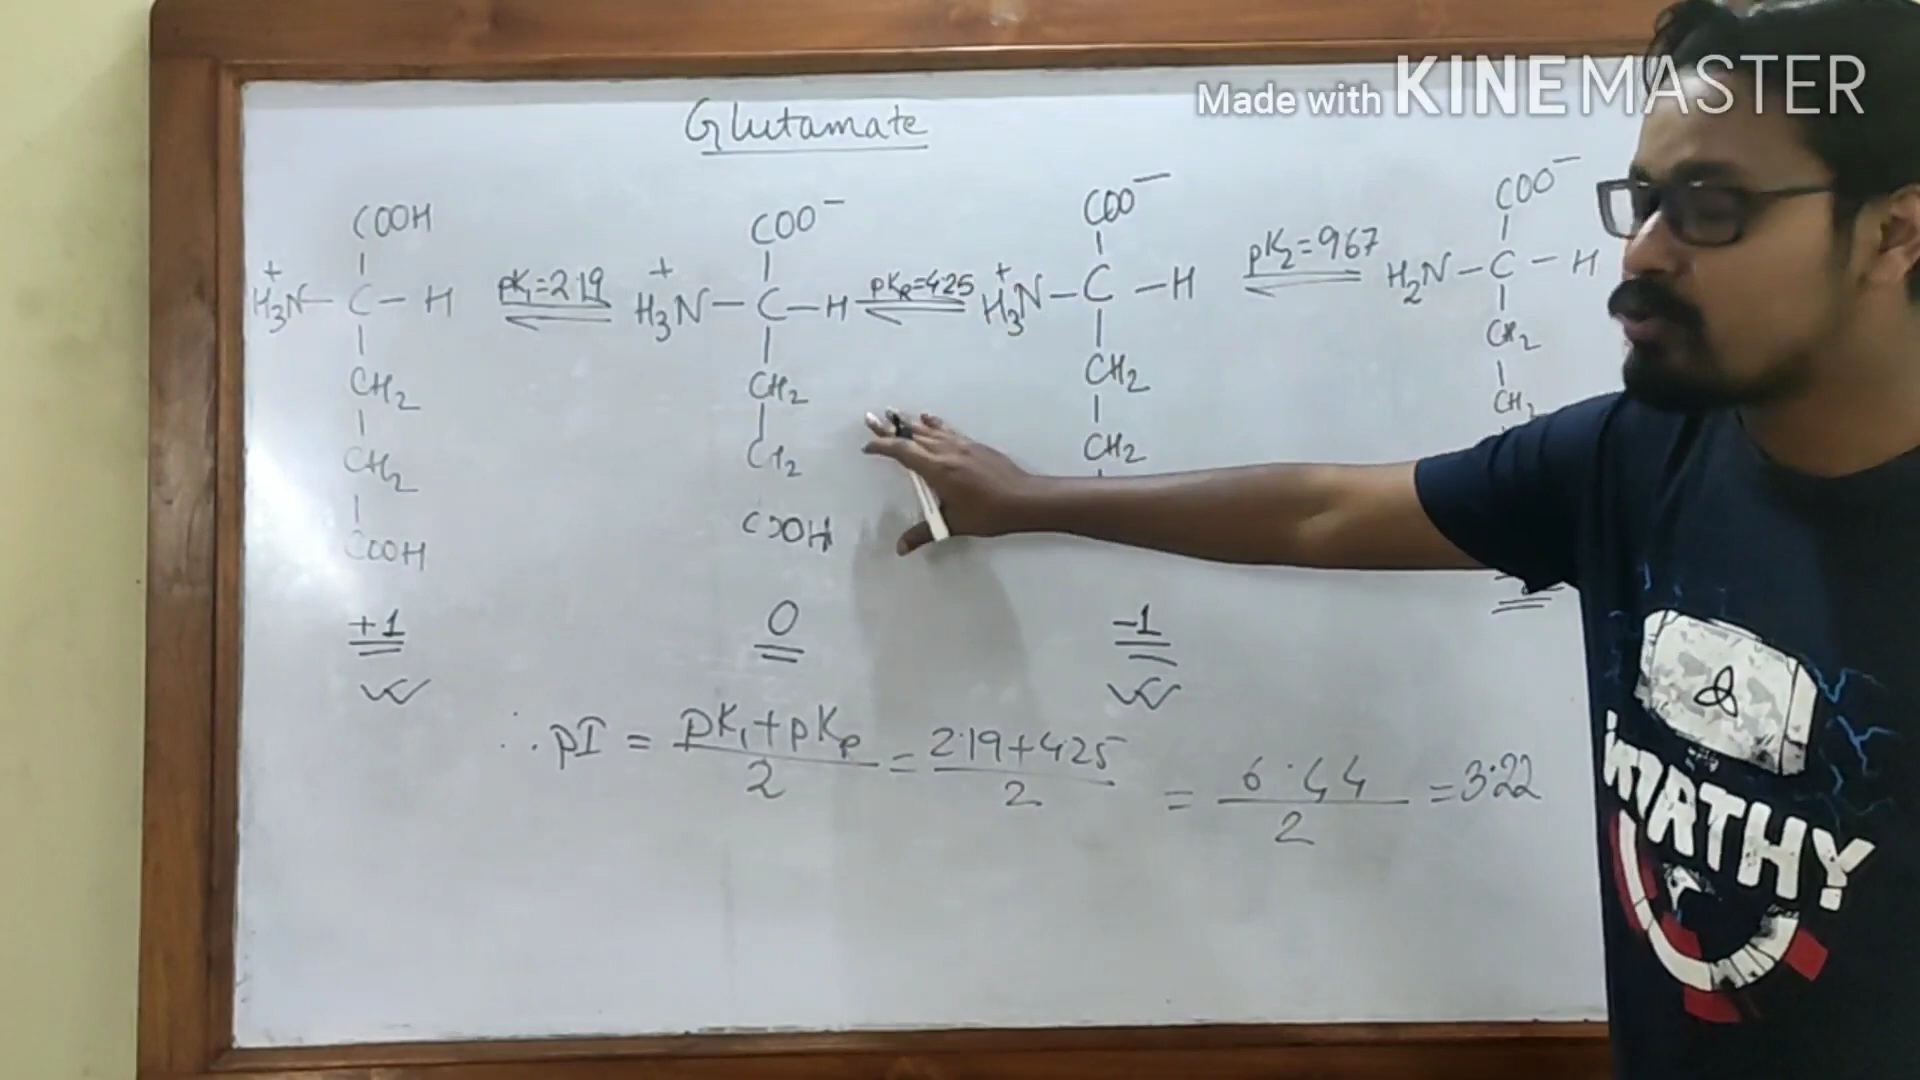 Made with KINEMASTER
Glutamate
COOH
+
H₃N – C – H
CH₂
CH₂
COOH
+1
pK₁ = 2.19
COO⁻
+
H₃N – C – H
CH₂
COOH
0
pKR = 4.25
COO⁻
+
H₃N – C – H
CH₂
CH₂
-1
pK₂ = 9.67
COO⁻
H₂N – C – H
CH₂
CH₂
∴ pI = pK₁ + pKR / 2 = 2.19 + 4.25 / 2 = 6.44 / 2 = 3.22
WORTHY